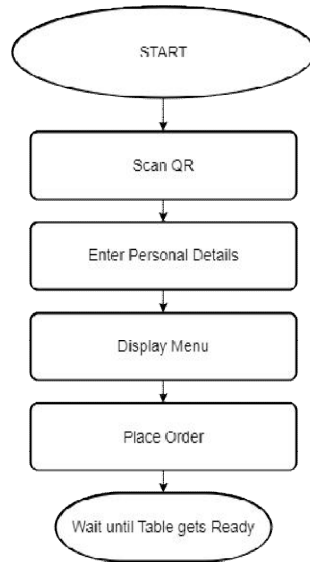 START
Scan QR
Enter Personal Details
Display Menu
Place Order
Wait until Table gets Ready